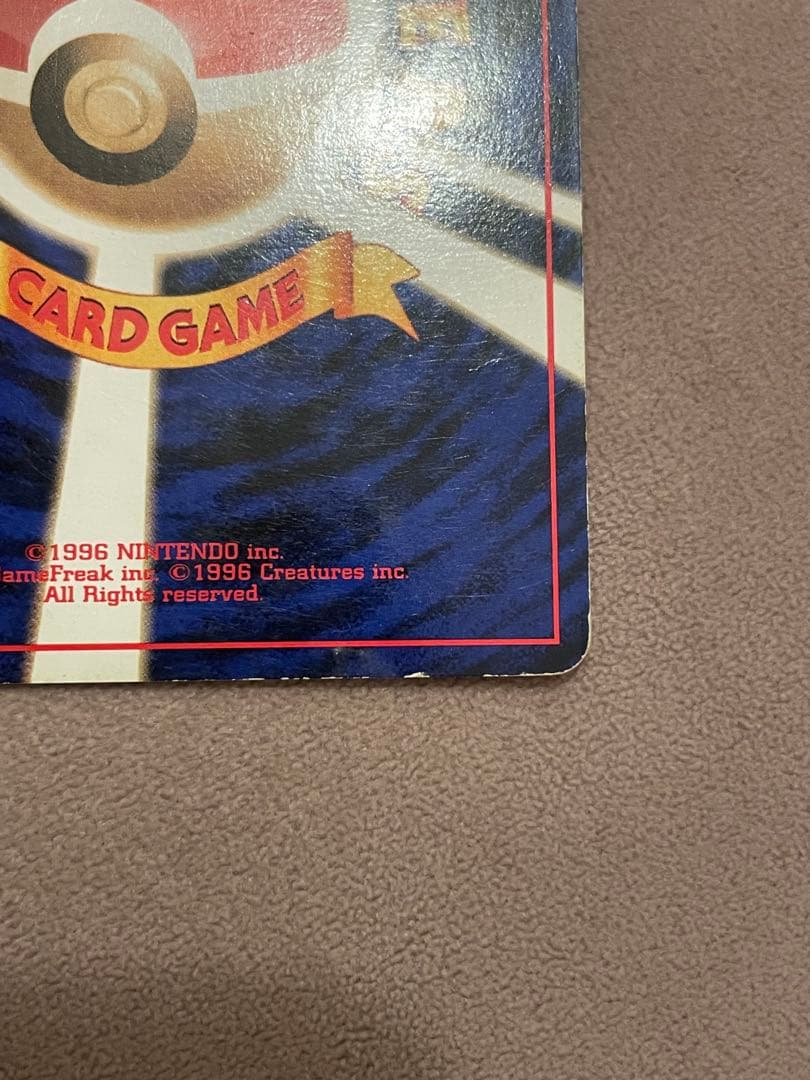 CARD GAME
©1996 NINTENDO inc.
ameFreak inc. ©1996 Creatures inc.
All Rights reserved.